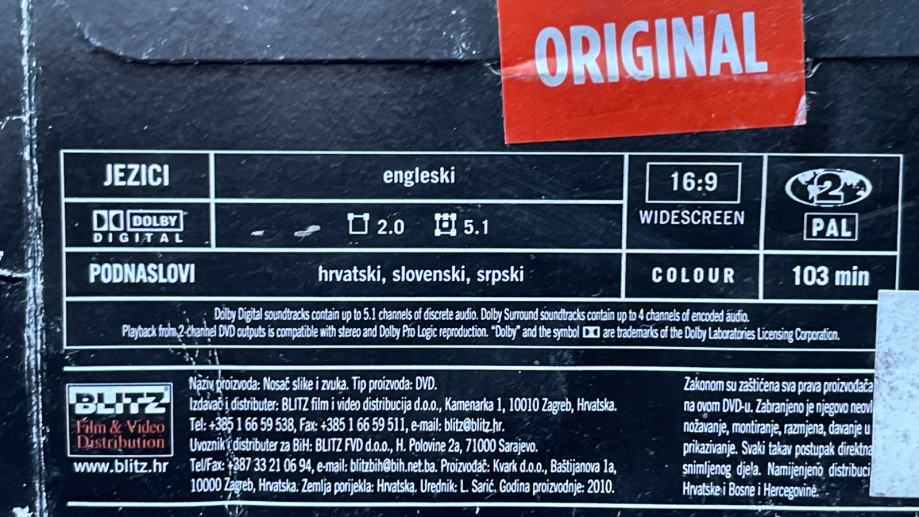 ORIGINAL
JEZICI
engleski
16:9
WIDESCREEN
2
PAL
DOLBY
DIGITAL
2.0
5.1
PODNASLOVI
hrvatski, slovenski, srpski
COLOUR
103 min
Dolby Digital soundtracks contain up to 5.1 channels of discrete audio. Dolby Surround soundtracks contain up to 4 channels of encoded audio.
Playback from 2-channel DVD outputs is compatible with stereo and Dolby Pro Logic reproduction. "Dolby" and the symbol are trademarks of the Dolby Laboratories Licensing Corporation.
BLITZ
Film & Video
Distribution
www.blitz.hr
Naziv proizvoda: Nosač slike i zvuka. Tip proizvoda: DVD.
Izdavač i distributer: BLITZ film i video distribucija d.o.o., Kamenarka 1, 10010 Zagreb, Hrvatska.
Tel: +385 1 66 59 538, Fax: +385 1 66 59 511, e-mail: blitz@blitz.hr.
Uvoznik i distributer za BiH: BLITZ FVD d.o.o., H. Polovine 2a, 71000 Sarajevo.
Tel/Fax: +387 33 21 06 94, e-mail: blitzbih@bih.net.ba. Proizvođač: Kvark d.o.o., Baštijanova 1a,
10000 Zagreb, Hrvatska. Zemlja porijekla: Hrvatska. Urednik: L. Sarić. Godina proizvodnje: 2010.
Zakonom su zaštićena sva prava proizvođača
na ovom DVD-u. Zabranjeno je njegovo neovl
nožavanje, montiranje, razmjena, davanje u
prikazivanje. Svaki takav postupak direktna
snimljenog djela. Namijenjeno distribuci
Hrvatske i Bosne i Hercegovine.